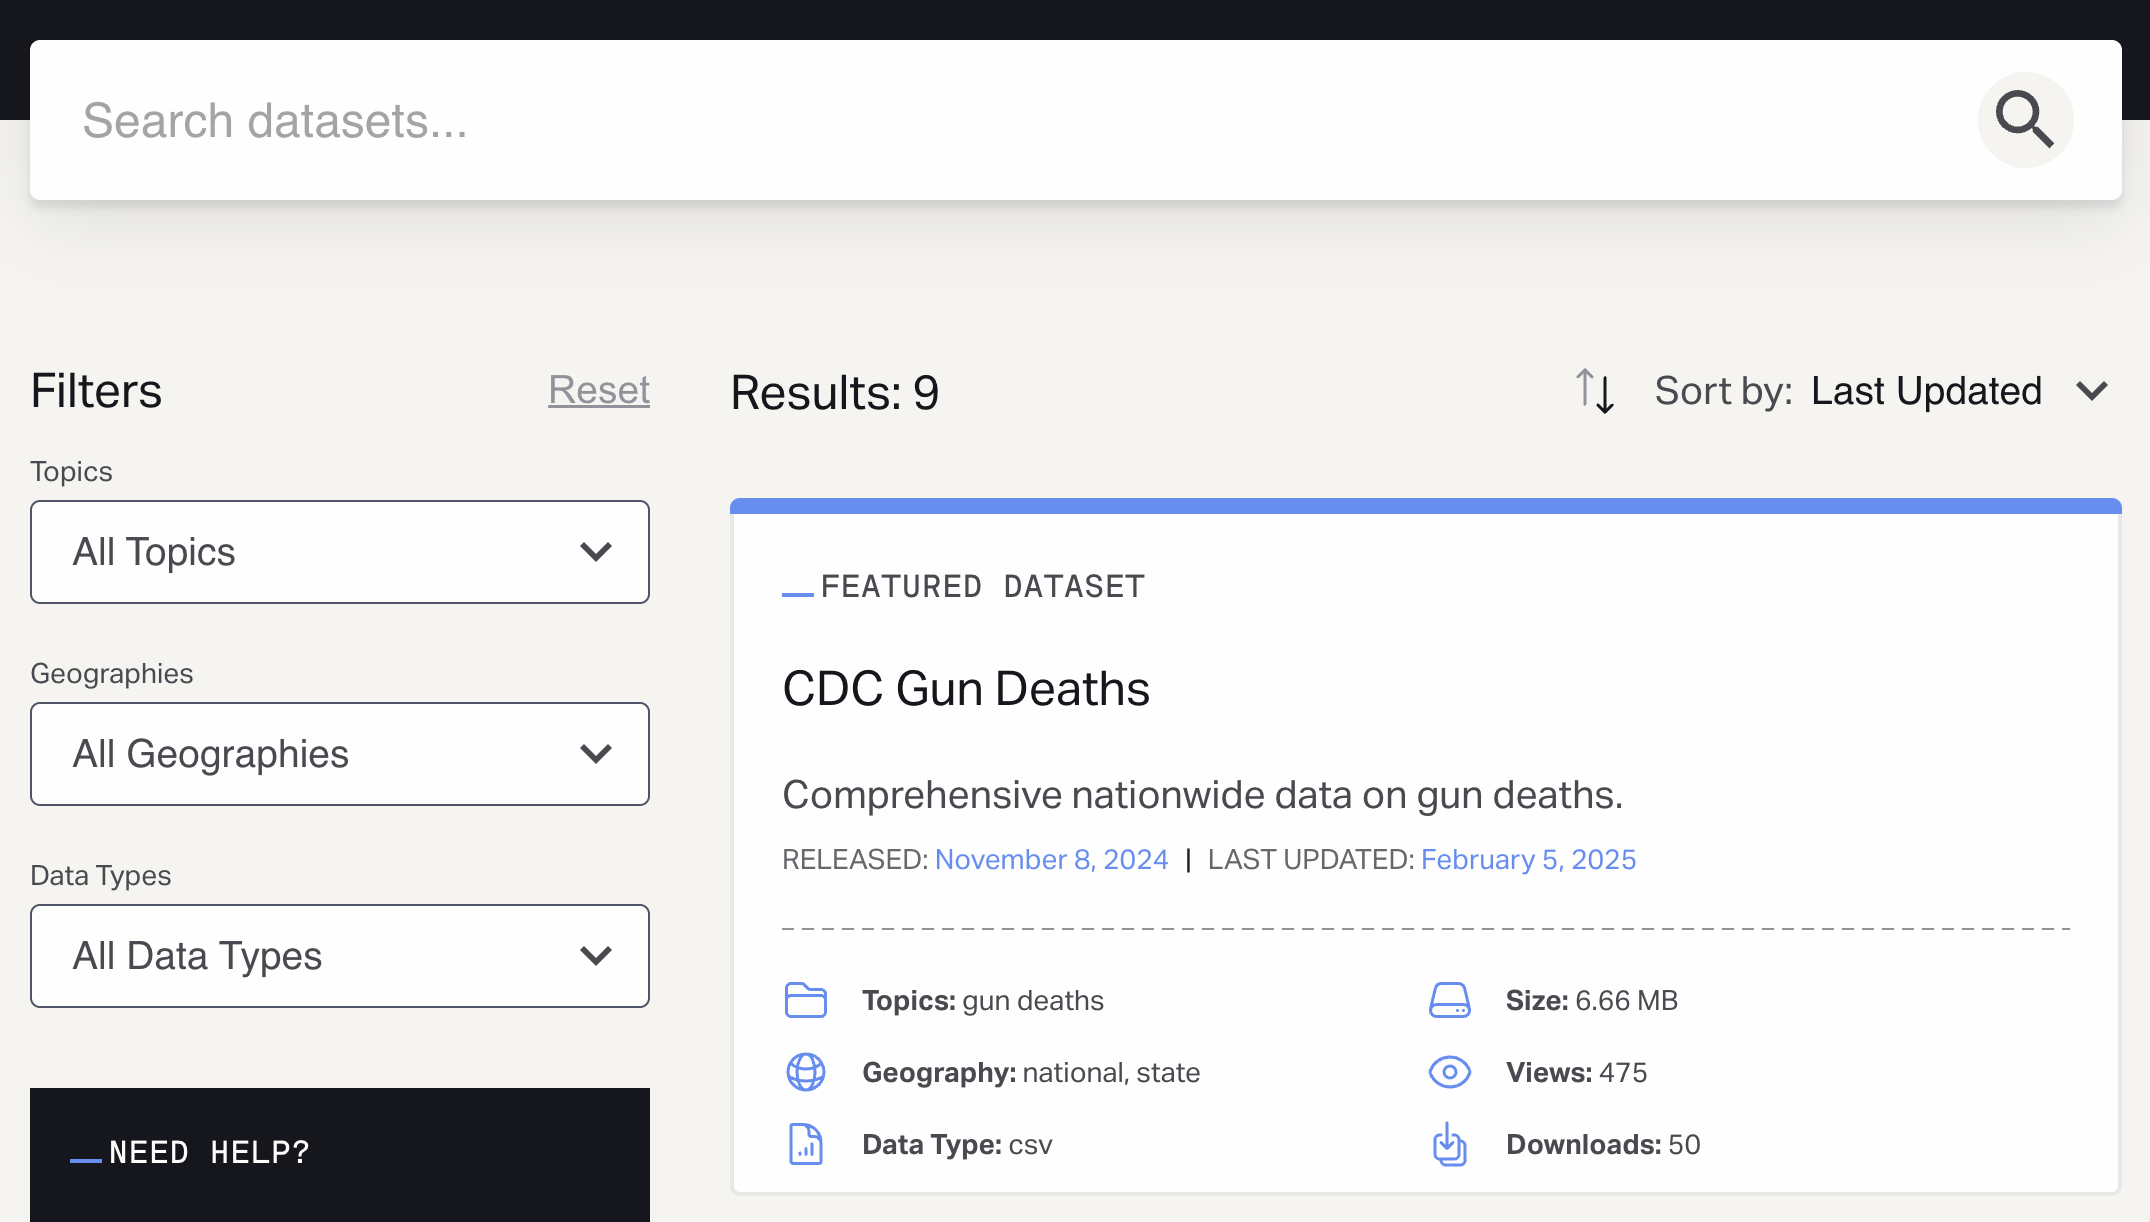 Search datasets...
Filters
Reset
Topics
All Topics
Geographies
All Geographies
Data Types
All Data Types
NEED HELP?
Results: 9
Sort by: Last Updated
FEATURED DATASET
CDC Gun Deaths
Comprehensive nationwide data on gun deaths.
RELEASED: November 8, 2024 | LAST UPDATED: February 5, 2025
Topics: gun deaths
Size: 6.66 MB
Geography: national, state
Views: 475
Data Type: csv
Downloads: 50